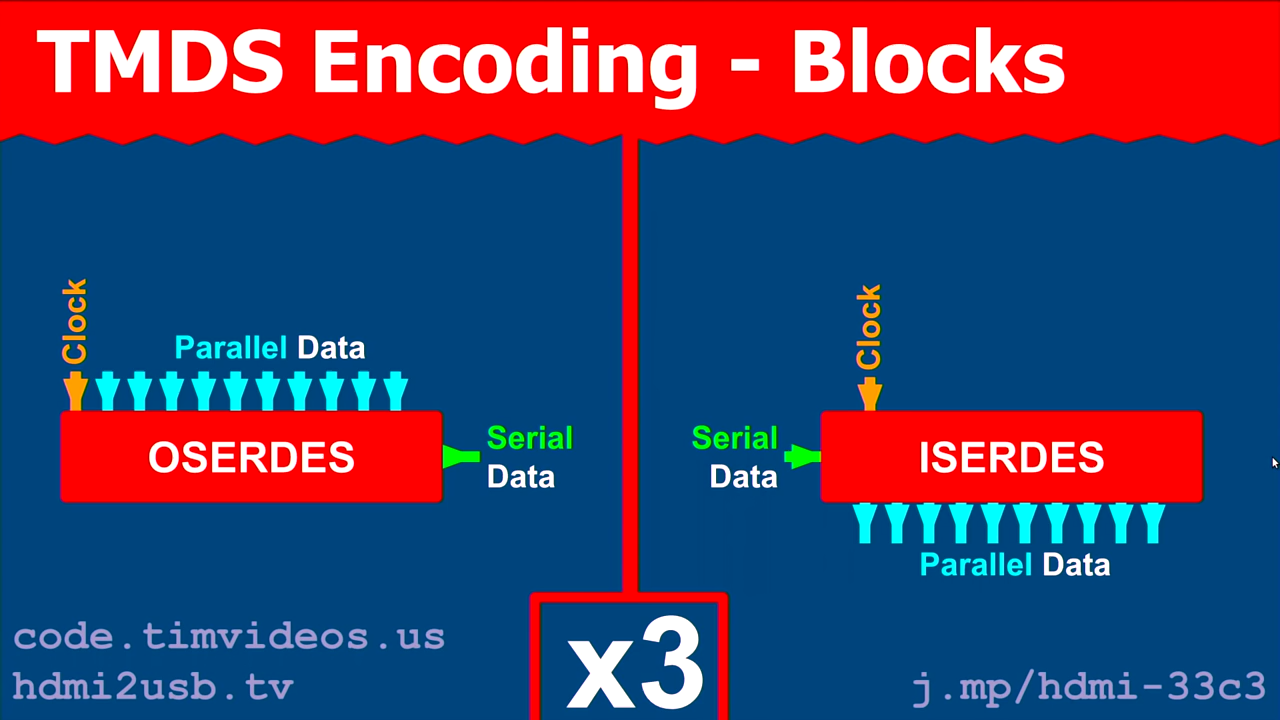 TMDS Encoding - Blocks
Clock
Parallel Data
OSERDES
Serial
Data
Clock
Serial
Data
ISERDES
Parallel Data
x3
code.timvideos.us
hdmi2usb.tv
j.mp/hdmi-33c3